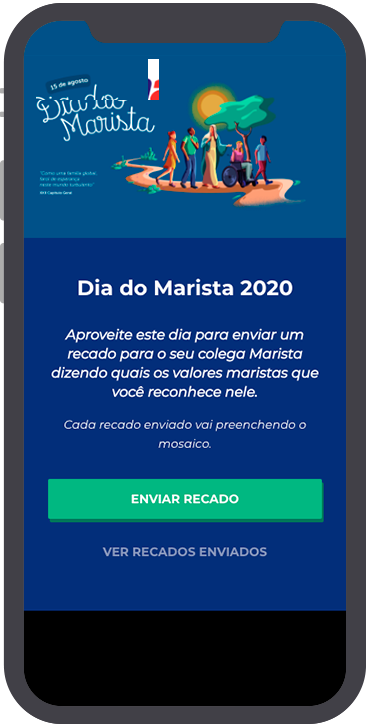 15 de agosto
Dia do
Marista
"Como uma família global,
farol de esperança
neste mundo turbulento"
XXII Capítulo Geral
Dia do Marista 2020
Aproveite este dia para enviar um
recado para o seu colega Marista
dizendo quais os valores maristas que
você reconhece nele.
Cada recado enviado vai preenchendo o
mosaico.
ENVIAR RECADO
VER RECADOS ENVIADOS